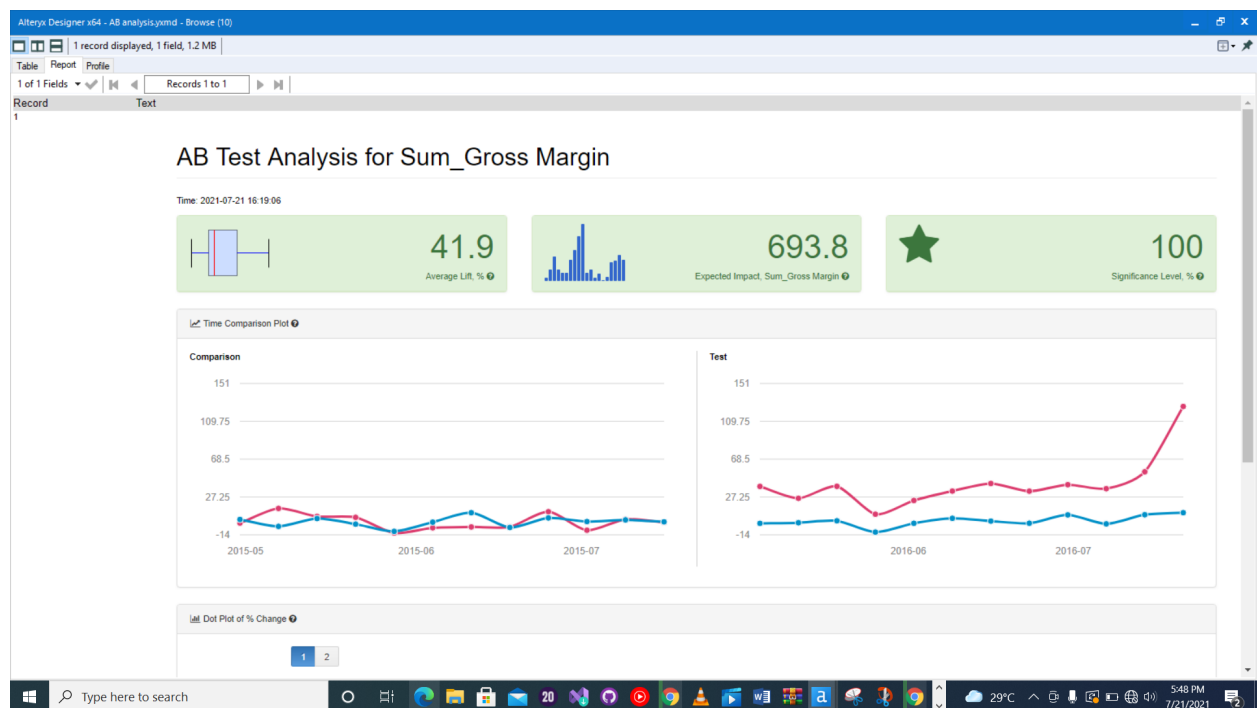 Alteryx Designer x64 - AB analysis.yxmd - Browse (10)
1 record displayed, 1 field, 1.2 MB
Table Report Profile
1 of 1 Fields Records 1 to 1
Record Text
1
AB Test Analysis for Sum_Gross Margin
Time: 2021-07-21 16:19:06
41.9
Average Lift, %
693.8
Expected Impact, Sum_Gross Margin
100
Significance Level, %
Time Comparison Plot
Comparison
151
109.75
68.5
27.25
-14
2015-05 2015-06 2015-07
Test
151
109.75
68.5
27.25
-14
2016-06 2016-07
Dot Plot of % Change
1 2
Type here to search
20
a
29°C
5:48 PM
7/21/2021
2